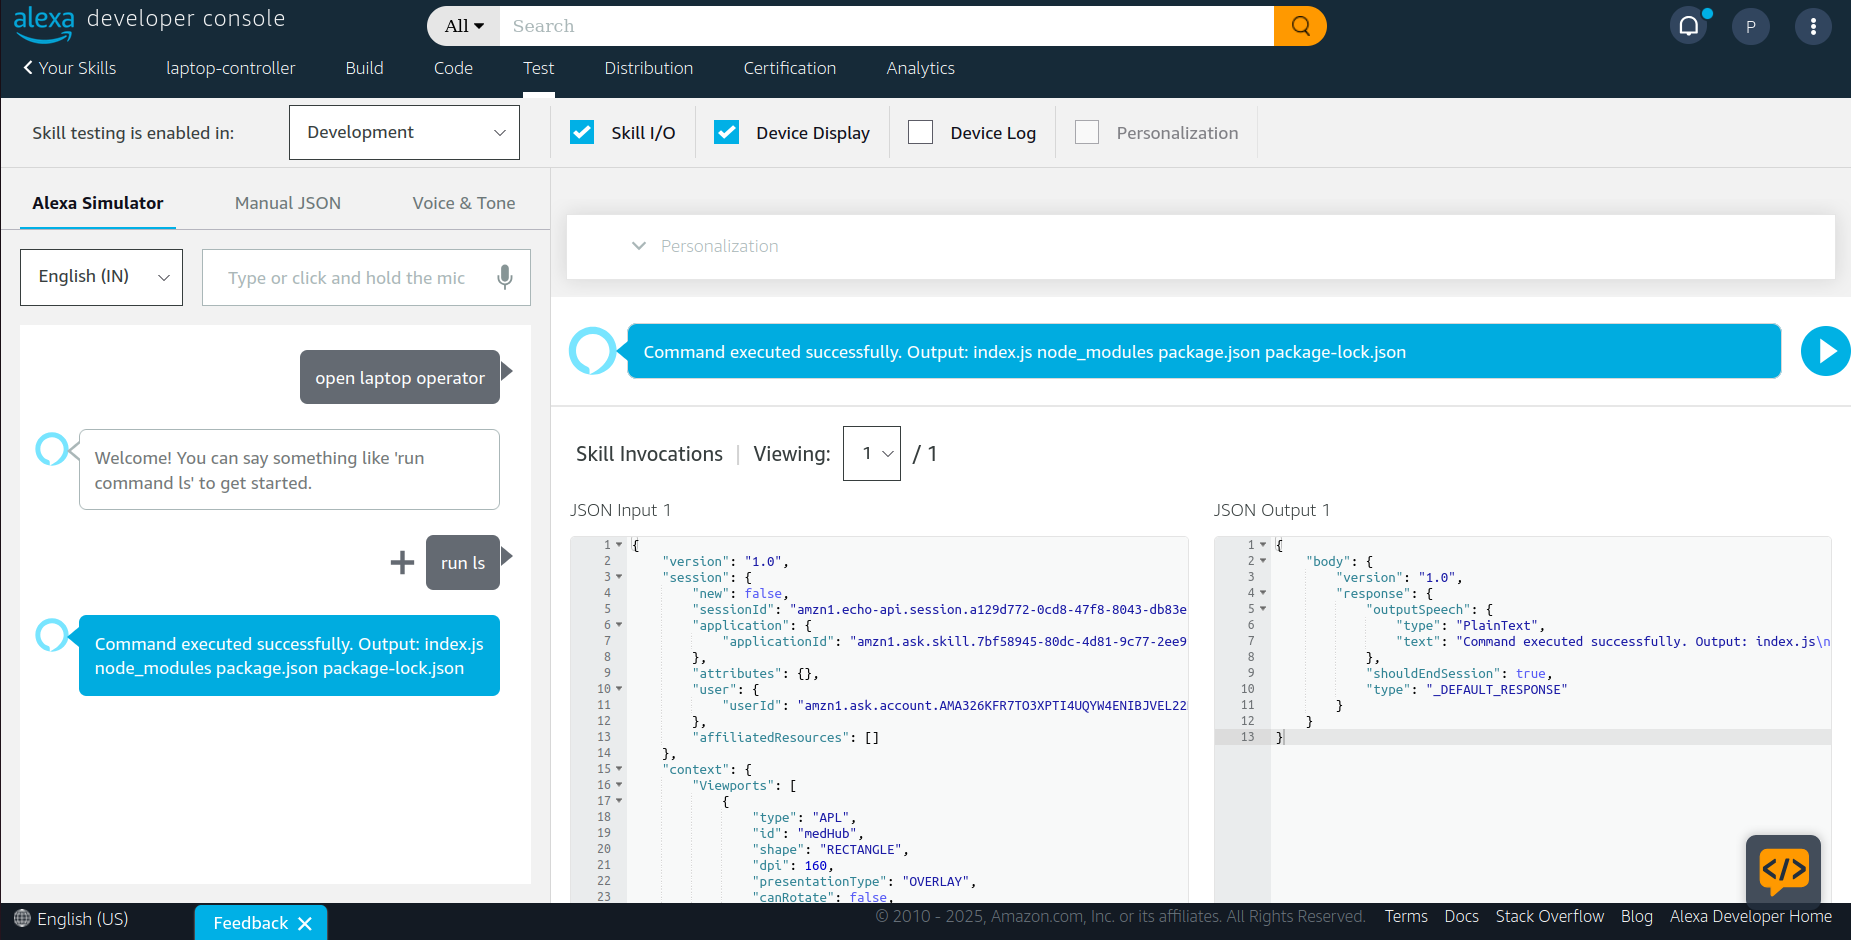 alexa developer console
All
Search
P
Your Skills
laptop-controller
Build
Code
Test
Distribution
Certification
Analytics
Skill testing is enabled in:
Development
Skill I/O
Device Display
Device Log
Personalization
Alexa Simulator
Manual JSON
Voice & Tone
English (IN)
Type or click and hold the mic
open laptop operator
Welcome! You can say something like 'run
command ls' to get started.
run ls
Command executed successfully. Output: index.js
node_modules package.json package-lock.json
Personalization
Command executed successfully. Output: index.js node_modules package.json package-lock.json
Skill Invocations | Viewing: 1 / 1
JSON Input 1
1 {
2 "version": "1.0",
3 "session": {
4 "new": false,
5 "sessionId": "amzn1.echo-api.session.a129d772-0cd8-47f8-8043-db83e
6 "application": {
7 "applicationId": "amzn1.ask.skill.7bf58945-80dc-4d81-9c77-2ee9
8 },
9 "attributes": {},
10 "user": {
11 "userId": "amzn1.ask.account.AMA326KFR7TO3XPTI4UQYW4ENIBJVEL22
12 },
13 "affiliatedResources": []
14 },
15 "context": {
16 "Viewports": [
17 {
18 "type": "APL",
19 "id": "medHub",
20 "shape": "RECTANGLE",
21 "dpi": 160,
22 "presentationType": "OVERLAY",
23 "canRotate": false,
JSON Output 1
1 {
2 "body": {
3 "version": "1.0",
4 "response": {
5 "outputSpeech": {
6 "type": "PlainText",
7 "text": "Command executed successfully. Output: index.js\n
8 },
9 "shouldEndSession": true,
10 "type": "_DEFAULT_RESPONSE"
11 }
12 }
13 }
</>
English (US)
Feedback
© 2010 - 2025, Amazon.com, Inc. or its affiliates. All Rights Reserved.
Terms
Docs
Stack Overflow
Blog
Alexa Developer Home